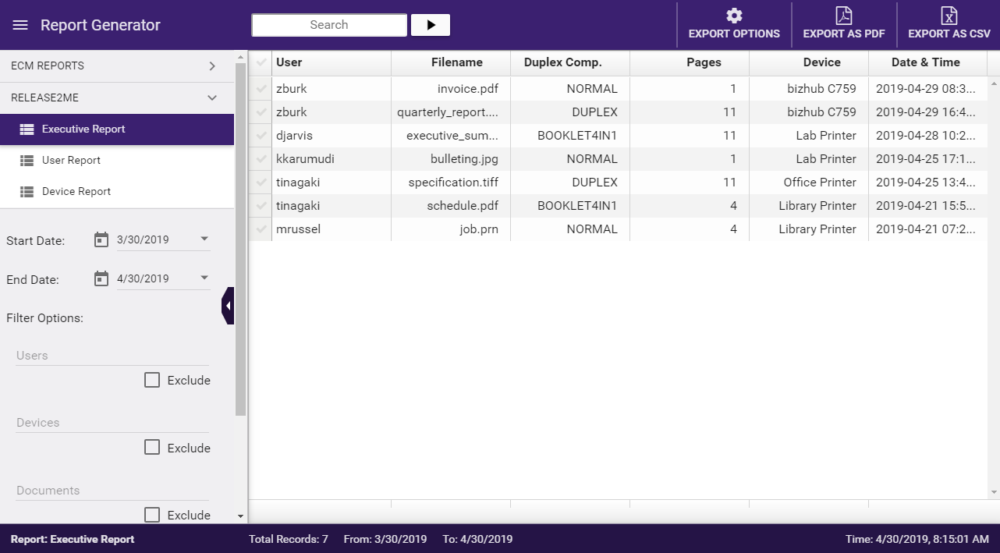 Report Generator
Search
EXPORT OPTIONS
EXPORT AS PDF
EXPORT AS CSV
ECM REPORTS
RELEASE2ME
Executive Report
User Report
Device Report
Start Date: 3/30/2019
End Date: 4/30/2019
Filter Options:
Users
Exclude
Devices
Exclude
Documents
Exclude
User Filename Duplex Comp. Pages Device Date & Time
zburk invoice.pdf NORMAL 1 bizhub C759 2019-04-29 08:3...
zburk quarterly_report.... DUPLEX 11 bizhub C759 2019-04-29 16:4...
djarvis executive_sum... BOOKLET4IN1 11 Lab Printer 2019-04-28 10:2...
kkarumudi bulleting.jpg NORMAL 1 Lab Printer 2019-04-25 17:1...
tinagaki specification.tiff DUPLEX 11 Office Printer 2019-04-25 13:4...
tinagaki schedule.pdf BOOKLET4IN1 4 Library Printer 2019-04-21 15:5...
mrussel job.prn NORMAL 4 Library Printer 2019-04-21 07:2...
Report: Executive Report Total Records: 7 From: 3/30/2019 To: 4/30/2019 Time: 4/30/2019, 8:15:01 AM